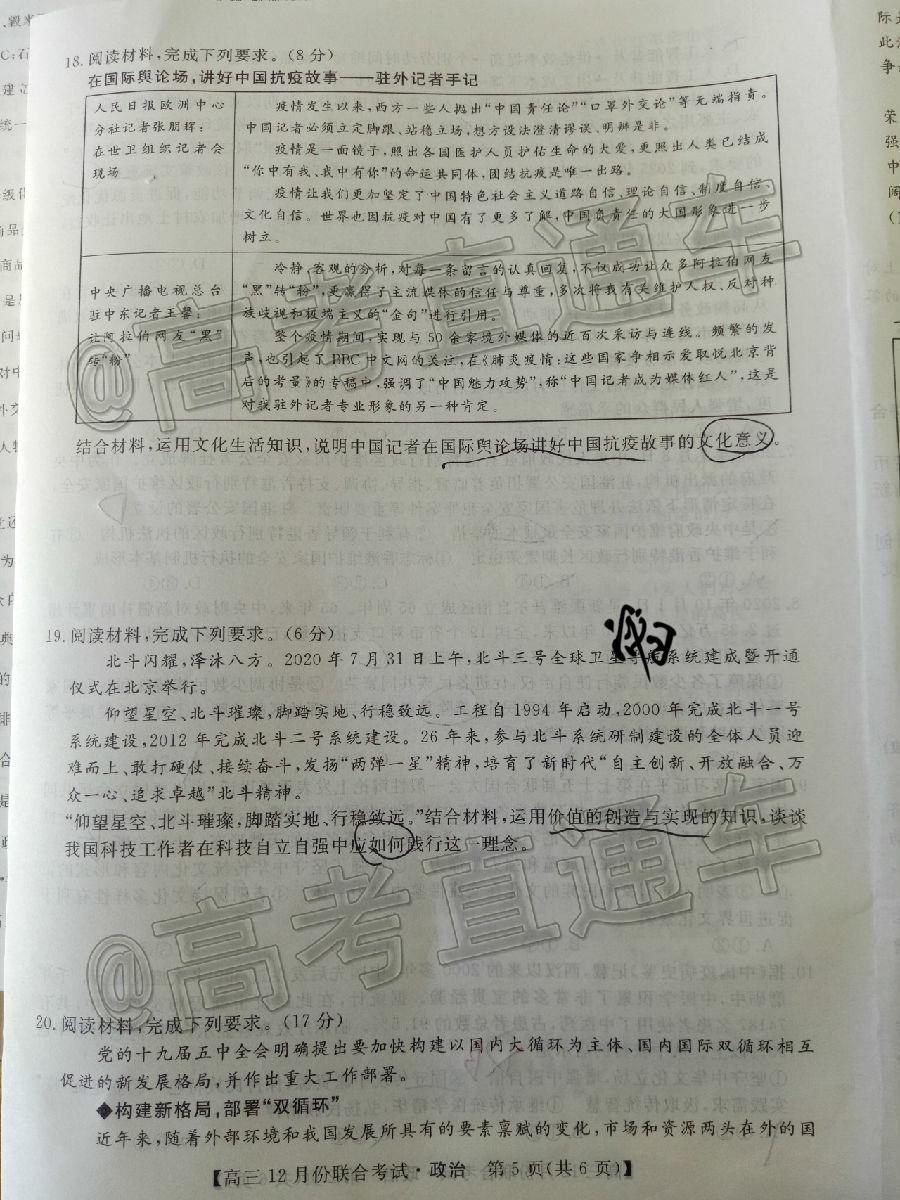 18. 阅读材料,完成下列要求。(8分)
在国际舆论场,讲好中国抗疫故事——驻外记者手记
人民日报欧洲中心
分社记者张朋辉:
在世卫组织记者会
现场
疫情发生以来,西方一些人抛出“中国责任论”“口罩外交论”等无端指责。
中国记者必须立定脚跟、站稳立场,想方设法澄清谬误、明辨是非。
疫情是一面镜子,照出各国医护人员护佑生命的大爱,更照出人类已结成
“你中有我、我中有你”的命运共同体,团结抗疫是唯一出路。
疫情让我们更加坚定了中国特色社会主义道路自信、理论自信、制度自信、
文化自信。世界也因抗疫对中国有了更多了解,中国负责任的大国形象进一步
树立。
中央广播电视总台
驻中东记者王馨:
让阿拉伯网友“黑”
转“粉”
冷静、客观的分析,对每一条留言的认真回复,不仅成功让众多阿拉伯网友
“黑”转“粉”,更赢得了主流媒体的信任与尊重,多次将我有关维护人权、反对种
族歧视和极端主义的“金句”进行引用。
整个疫情期间,实现与50余家境外媒体的近百次采访与连线。频繁的发
声,也引起了BBC中文网的关注,在《肺炎疫情:这些国家争相示爱取悦北京背
后的考量》的专稿中,强调了“中国魅力攻势”,称“中国记者成为媒体红人”,这是
对我驻外记者专业形象的另一种肯定。
结合材料,运用文化生活知识,说明中国记者在国际舆论场讲好中国抗疫故事的文化意义。
19. 阅读材料,完成下列要求。(6分)
北斗闪耀,泽沐八方。2020年7月31日上午,北斗三号全球卫星导航系统建成暨开通
仪式在北京举行。
仰望星空、北斗璀璨,脚踏实地、行稳致远。工程自1994年启动,2000年完成北斗一号
系统建设,2012年完成北斗二号系统建设。26年来,参与北斗系统研制建设的全体人员迎
难而上、敢打硬仗、接续奋斗,发扬“两弹一星”精神,培育了新时代“自主创新、开放融合、万
众一心、追求卓越”北斗精神。
“仰望星空、北斗璀璨,脚踏实地、行稳致远。”结合材料,运用价值的创造与实现的知识,谈谈
我国科技工作者在科技自立自强中应如何践行这一理念。
20. 阅读材料,完成下列要求。(17分)
党的十九届五中全会明确提出要加快构建以国内大循环为主体、国内国际双循环相互
促进的新发展格局,并作出重大工作部署。
◆构建新格局,部署“双循环”
近年来,随着外部环境和我国发展所具有的要素禀赋的变化,市场和资源两头在外的国
【高三12月份联合考试·政治 第5页(共6页)】
@高考直通车
@高考直通车